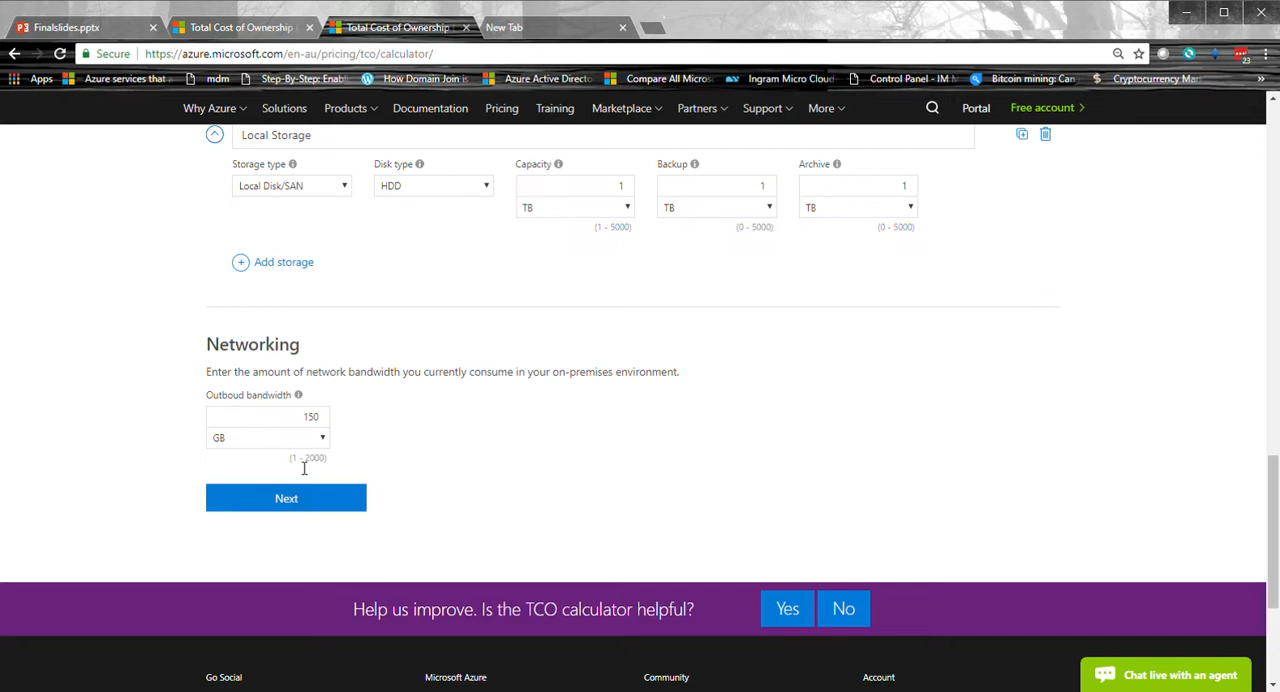 Finalslides.pptx
Total Cost of Ownership
Total Cost of Ownership
New Tab
Secure
https://azure.microsoft.com/en-au/pricing/tco/calculator/
23
Apps
Azure services that a
mdm
Step-By-Step: Enabl
How Domain Join is
Azure Active Directo
Compare All Micros
Ingram Micro Cloud
Control Panel - IM M
Bitcoin mining: Can
Cryptocurrency Mar
»
Why Azure
Solutions
Products
Documentation
Pricing
Training
Marketplace
Partners
Support
More
Portal
Free account
Local Storage
Storage type
Disk type
Capacity
Backup
Archive
Local Disk/SAN
HDD
1
1
1
TB
TB
TB
(1 - 5000)
(0 - 5000)
(0 - 5000)
Add storage
Networking
Enter the amount of network bandwidth you currently consume in your on-premises environment.
Outboud bandwidth
150
GB
(1 - 2000)
Next
Help us improve. Is the TCO calculator helpful?
Yes
No
Go Social
Microsoft Azure
Community
Account
Chat live with an agent